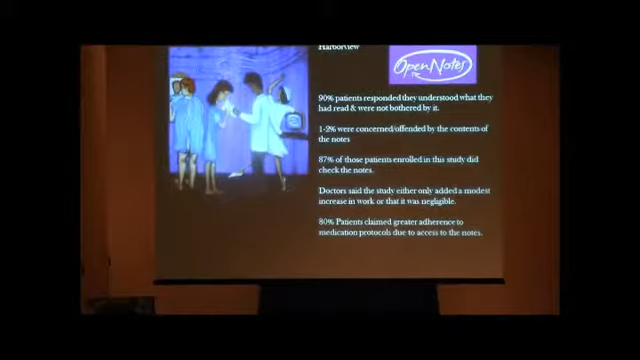 Harborview
OpenNotes
90% patients responded they understood what they
had read & were not bothered by it.
1-2% were concerned/offended by the contents of
the notes
87% of those patients enrolled in this study did
check the notes.
Doctors said the study either only added a modest
increase in work or that it was negligible.
80% Patients claimed greater adherence to
medication protocols due to access to the notes.